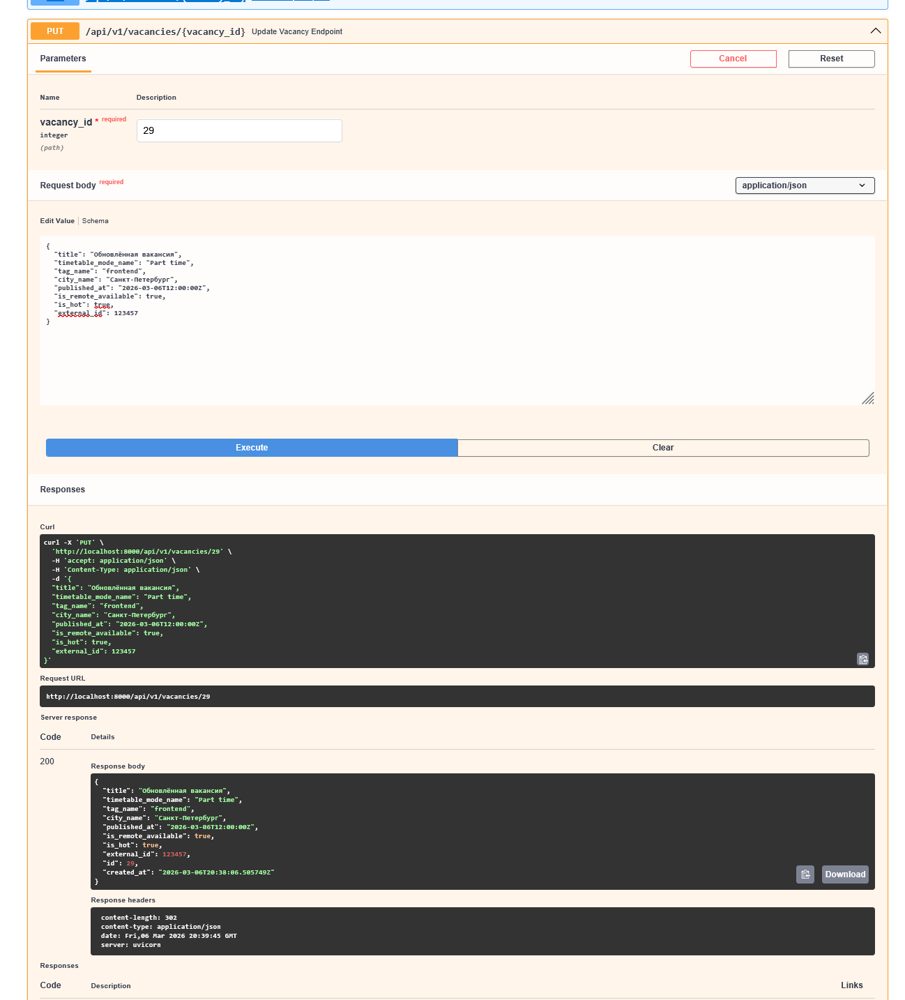 PUT /api/v1/vacancies/{vacancy_id} Update Vacancy Endpoint
Parameters
Cancel
Reset
Name Description
vacancy_id * required
integer
(path)
29
Request body required
application/json
Edit Value | Schema
{
"title": "Обновлённая вакансия",
"timetable_mode_name": "Part time",
"tag_name": "frontend",
"city_name": "Санкт-Петербург",
"published_at": "2026-03-06T12:00:00Z",
"is_remote_available": true,
"is_hot": true,
"external_id": 123457
}
Execute
Clear
Responses
Curl
curl -X 'PUT' \
'http://localhost:8000/api/v1/vacancies/29' \
-H 'accept: application/json' \
-H 'Content-Type: application/json' \
-d '{
"title": "Обновлённая вакансия",
"timetable_mode_name": "Part time",
"tag_name": "frontend",
"city_name": "Санкт-Петербург",
"published_at": "2026-03-06T12:00:00Z",
"is_remote_available": true,
"is_hot": true,
"external_id": 123457
}'
Request URL
http://localhost:8000/api/v1/vacancies/29
Server response
Code Details
200
Response body
{
"title": "Обновлённая вакансия",
"timetable_mode_name": "Part time",
"tag_name": "frontend",
"city_name": "Санкт-Петербург",
"published_at": "2026-03-06T12:00:00Z",
"is_remote_available": true,
"is_hot": true,
"external_id": 123457,
"id": 29,
"created_at": "2026-03-06T20:38:06.505749Z"
}
Download
Response headers
content-length: 302
content-type: application/json
date: Fri,06 Mar 2026 20:39:45 GMT
server: uvicorn
Responses
Code Description Links